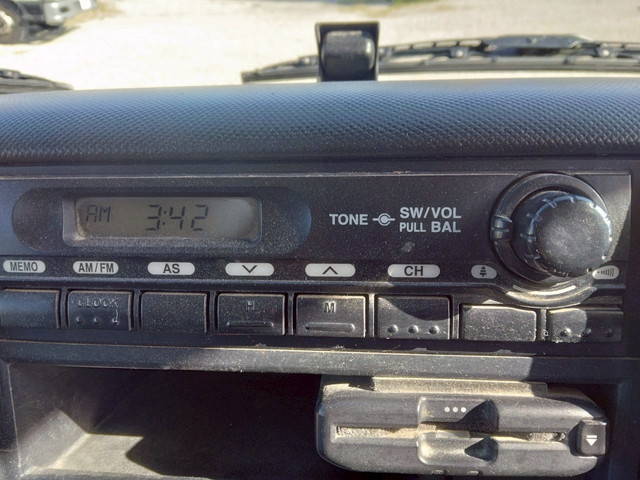 AM 3:42
TONE SW/VOL
PULL BAL
MEMO AM/FM AS CH
CLOCK H M